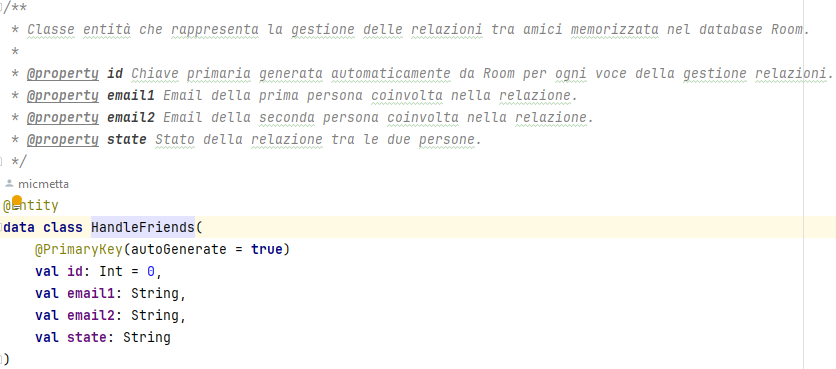 /**
 * Classe entità che rappresenta la gestione delle relazioni tra amici memorizzata nel database Room.
 *
 * @property id Chiave primaria generata automaticamente da Room per ogni voce della gestione relazioni.
 * @property email1 Email della prima persona coinvolta nella relazione.
 * @property email2 Email della seconda persona coinvolta nella relazione.
 * @property state Stato della relazione tra le due persone.
 */
micmetta
@Entity
data class HandleFriends(
    @PrimaryKey(autoGenerate = true)
    val id: Int = 0,
    val email1: String,
    val email2: String,
    val state: String
)